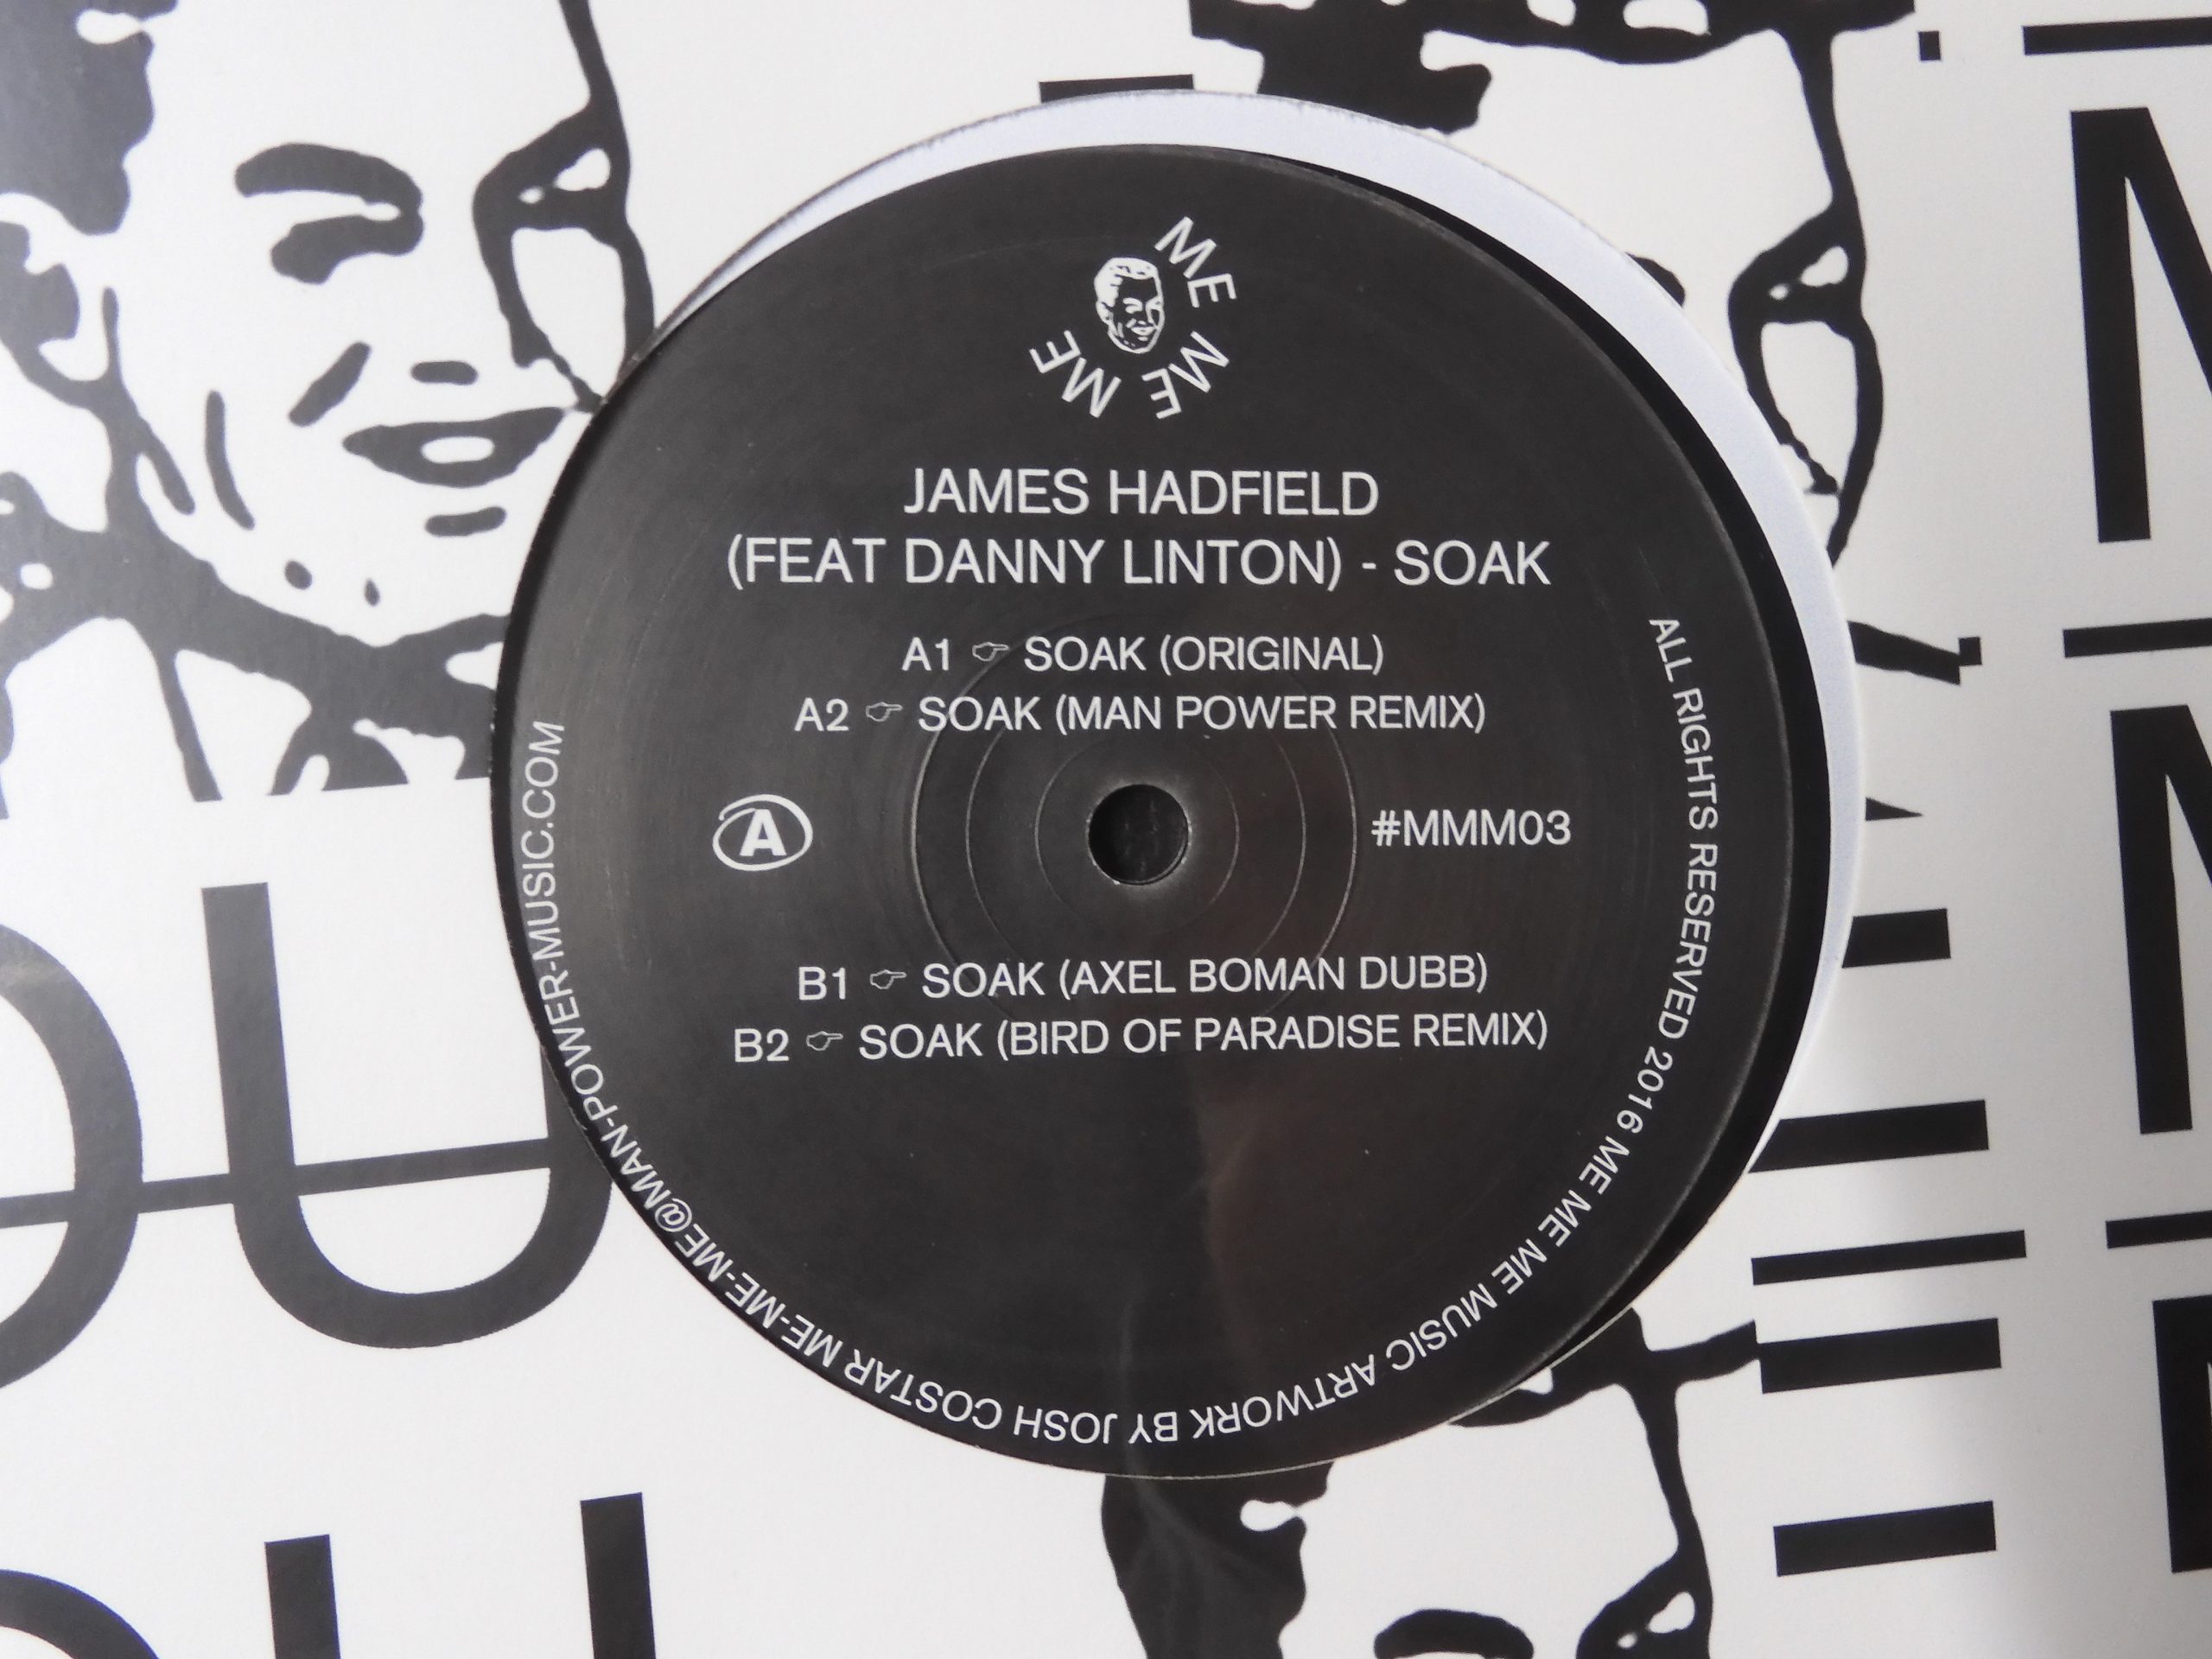 ME ME ME
JAMES HADFIELD
(FEAT DANNY LINTON) - SOAK
A1 👉 SOAK (ORIGINAL)
A2 👉 SOAK (MAN POWER REMIX)
A
#MMM03
B1 👉 SOAK (AXEL BOMAN DUBB)
B2 👉 SOAK (BIRD OF PARADISE REMIX)
ALL RIGHTS RESERVED 2016 ME ME ME MUSIC ARTWORK BY JOSH COSTAR ME-ME-ME@MAN-POWER-MUSIC.COM